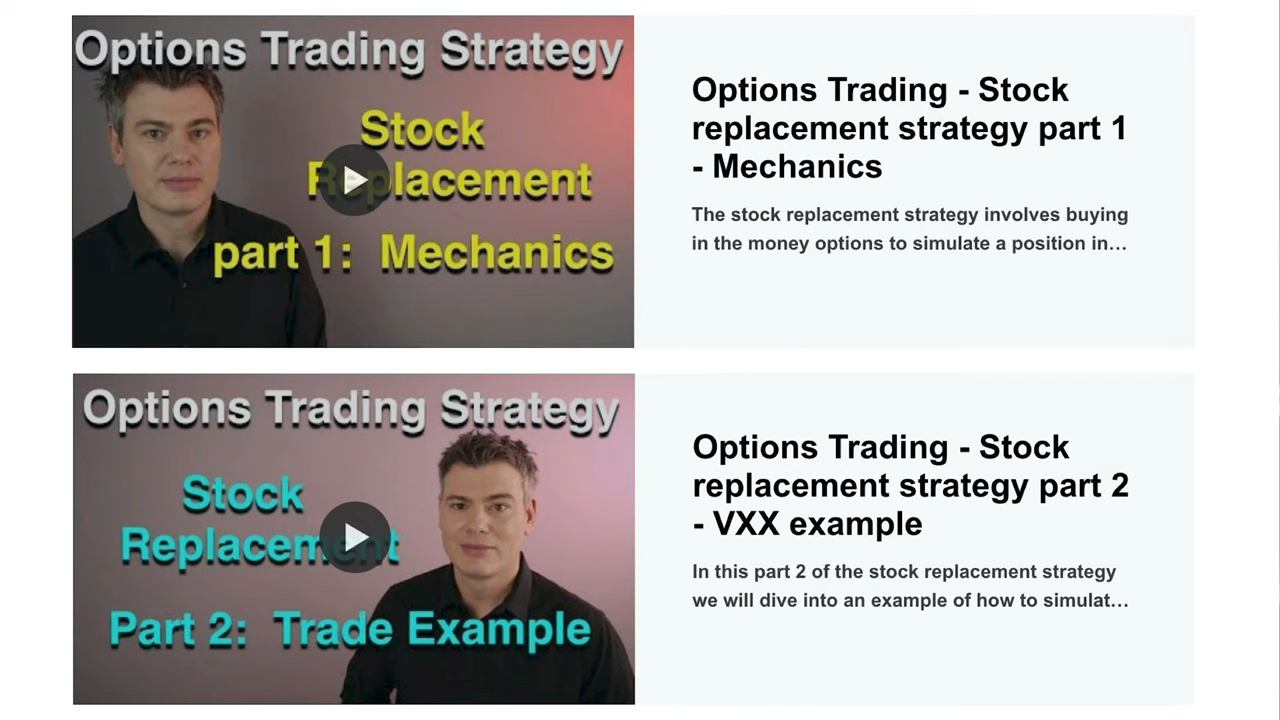 Options Trading Strategy
Stock
Replacement
part 1: Mechanics
Options Trading - Stock
replacement strategy part 1
- Mechanics
The stock replacement strategy involves buying
in the money options to simulate a position in…
Options Trading Strategy
Stock
Replacement
Part 2: Trade Example
Options Trading - Stock
replacement strategy part 2
- VXX example
In this part 2 of the stock replacement strategy
we will dive into an example of how to simulat…